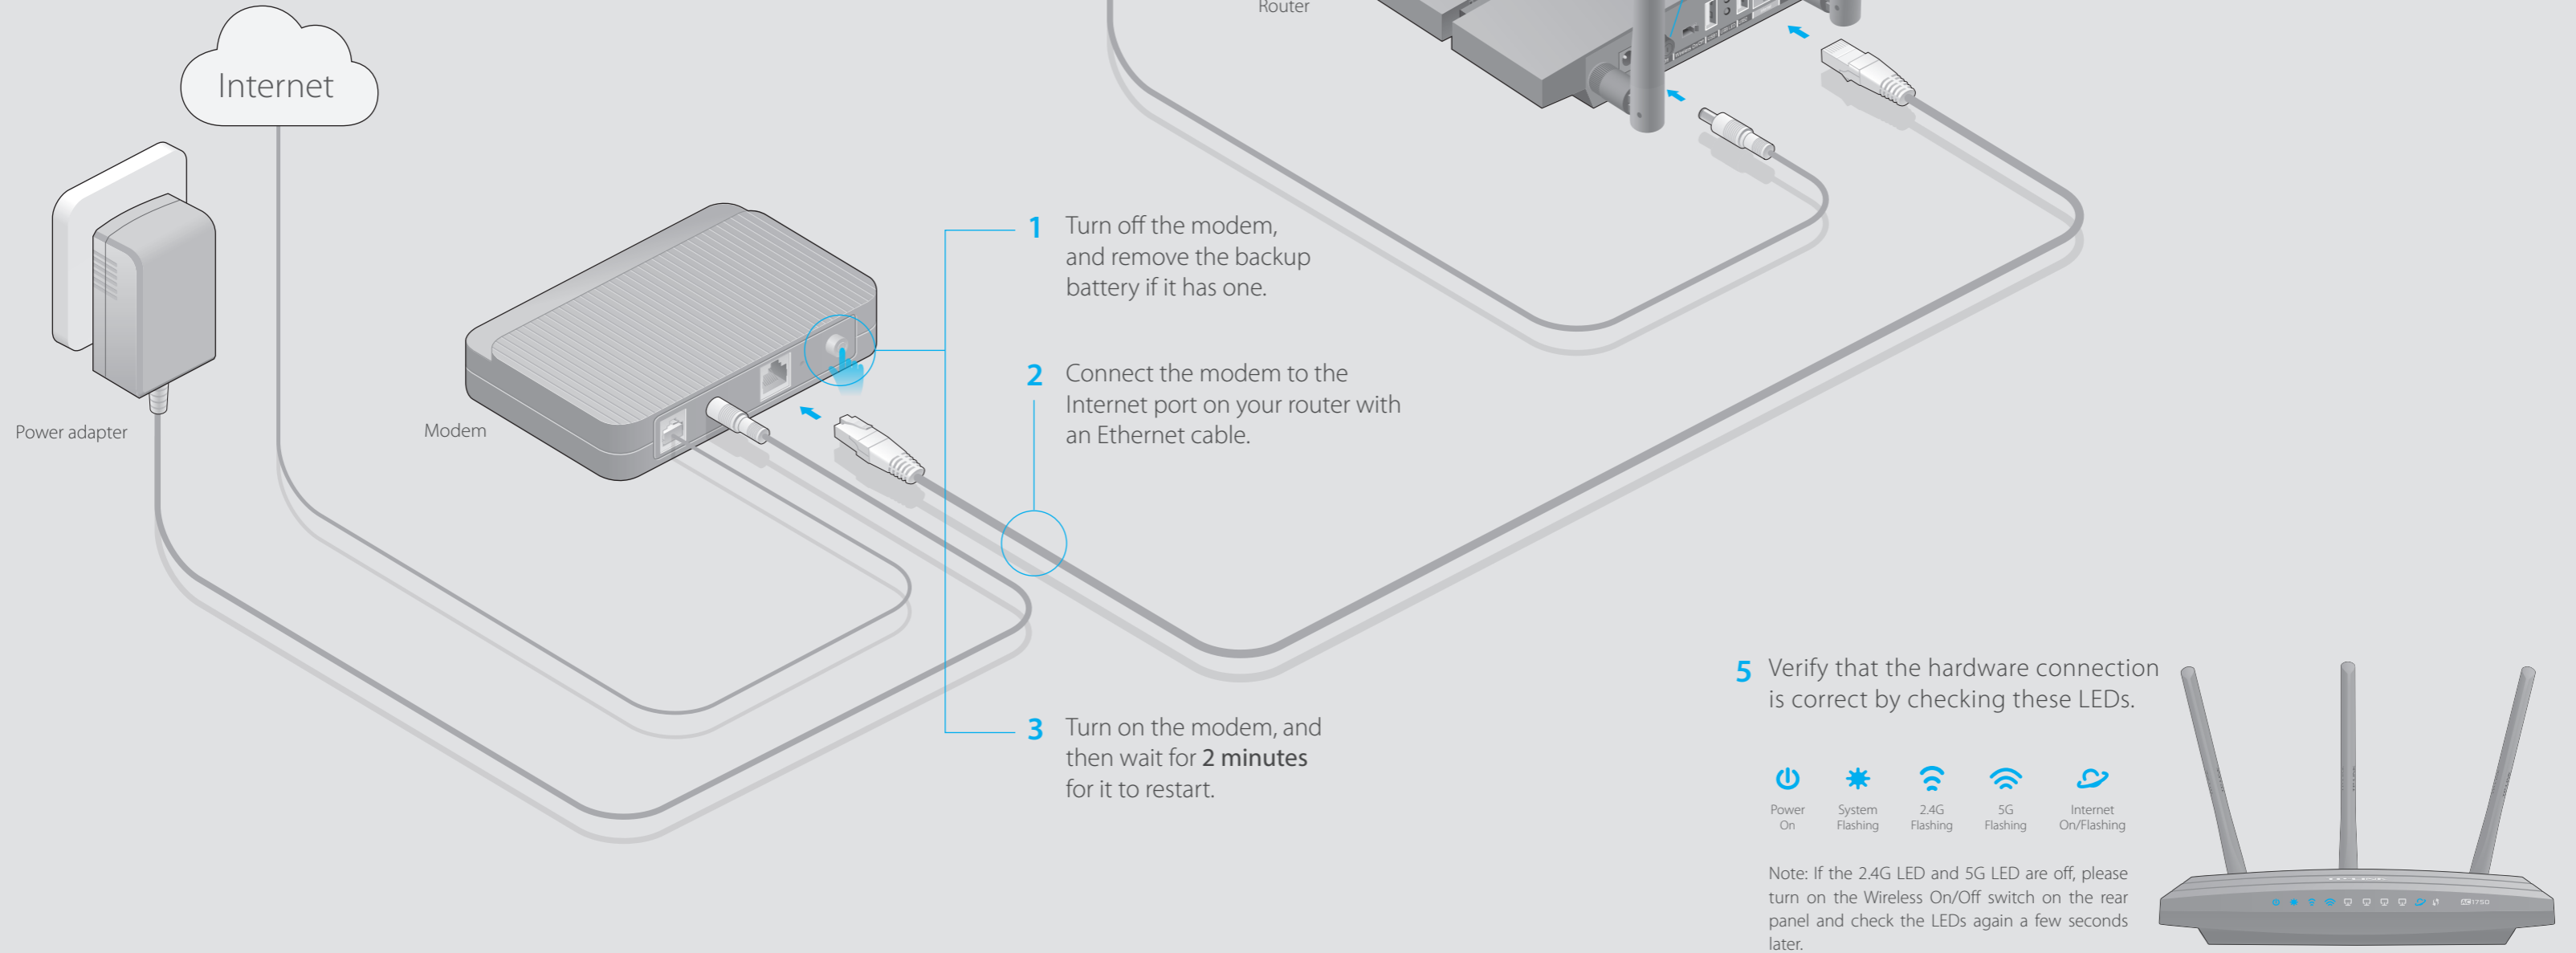 Router
Internet
Power adapter
Modem
1 Turn off the modem,
and remove the backup
battery if it has one.
2 Connect the modem to the
Internet port on your router with
an Ethernet cable.
3 Turn on the modem, and
then wait for 2 minutes
for it to restart.
5 Verify that the hardware connection
is correct by checking these LEDs.
Power
On
System
Flashing
2.4G
Flashing
5G
Flashing
Internet
On/Flashing
Note: If the 2.4G LED and 5G LED are off, please
turn on the Wireless On/Off switch on the rear
panel and check the LEDs again a few seconds
later.
AC1750